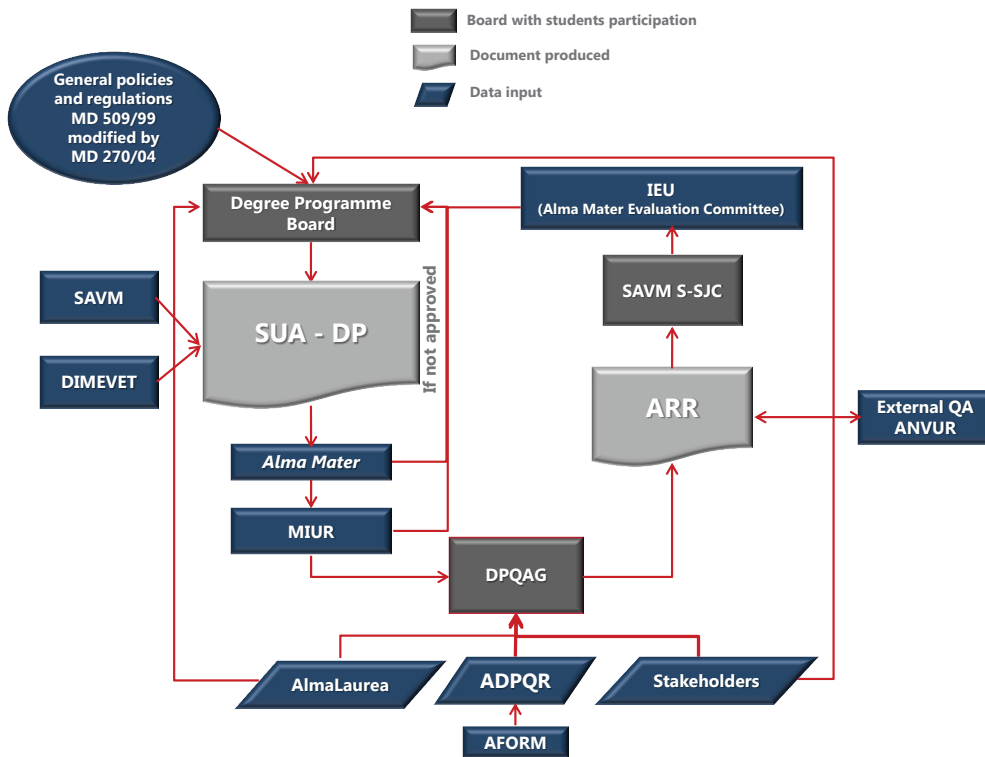 Board with students participation
Document produced
Data input
General policies
and regulations
MD 509/99
modified by
MD 270/04
Degree Programme
Board
IEU
(Alma Mater Evaluation Committee)
SAVM
SAVM S-SJC
SUA - DP
If not approved
DIMEVET
ARR
External QA
ANVUR
Alma Mater
MIUR
DPQAG
AlmaLaurea
ADPQR
Stakeholders
AFORM